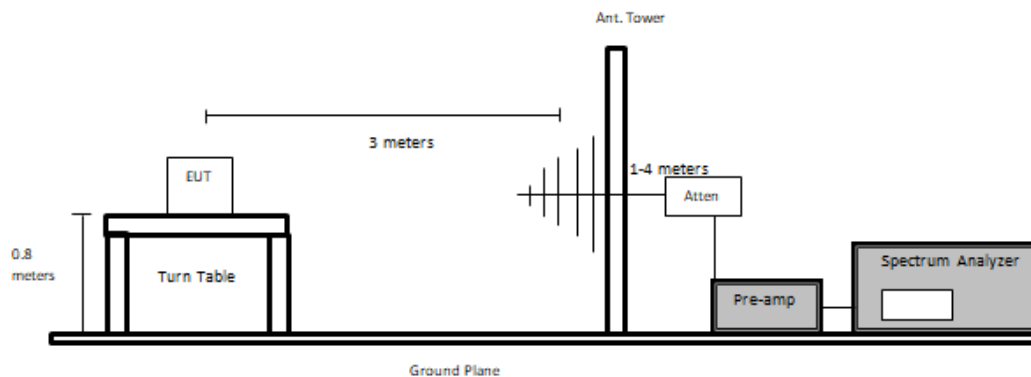 Ant. Tower
3 meters
1-4 meters
EUT
Atten
0.8
meters
Turn Table
Spectrum Analyzer
Pre-amp
Ground Plane